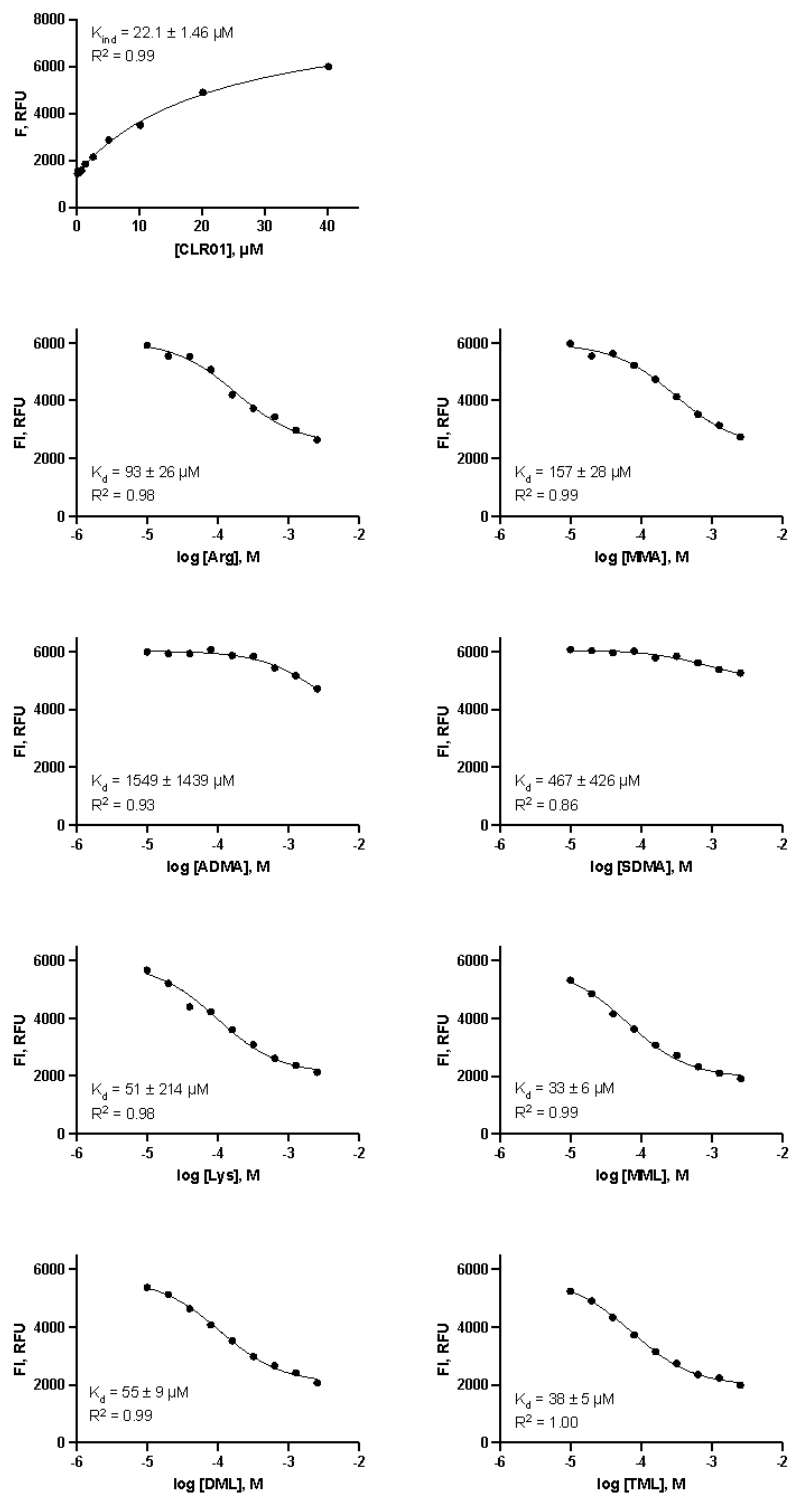 8000
K_ind = 22.1 ± 1.46 µM
R² = 0.99
6000
4000
2000
0
F, RFU
0 10 20 30 40
[CLR01], µM
6000
4000
2000
0
FI, RFU
K_d = 93 ± 26 µM
R² = 0.98
-6 -5 -4 -3 -2
log [Arg], M
6000
4000
2000
0
FI, RFU
K_d = 157 ± 28 µM
R² = 0.99
-6 -5 -4 -3 -2
log [MMA], M
6000
4000
2000
0
FI, RFU
K_d = 1549 ± 1439 µM
R² = 0.93
-6 -5 -4 -3 -2
log [ADMA], M
6000
4000
2000
0
FI, RFU
K_d = 467 ± 426 µM
R² = 0.86
-6 -5 -4 -3 -2
log [SDMA], M
6000
4000
2000
0
FI, RFU
K_d = 51 ± 214 µM
R² = 0.98
-6 -5 -4 -3 -2
log [Lys], M
6000
4000
2000
0
FI, RFU
K_d = 33 ± 6 µM
R² = 0.99
-6 -5 -4 -3 -2
log [MML], M
6000
4000
2000
0
FI, RFU
K_d = 55 ± 9 µM
R² = 0.99
-6 -5 -4 -3 -2
log [DML], M
6000
4000
2000
0
FI, RFU
K_d = 38 ± 5 µM
R² = 1.00
-6 -5 -4 -3 -2
log [TML], M